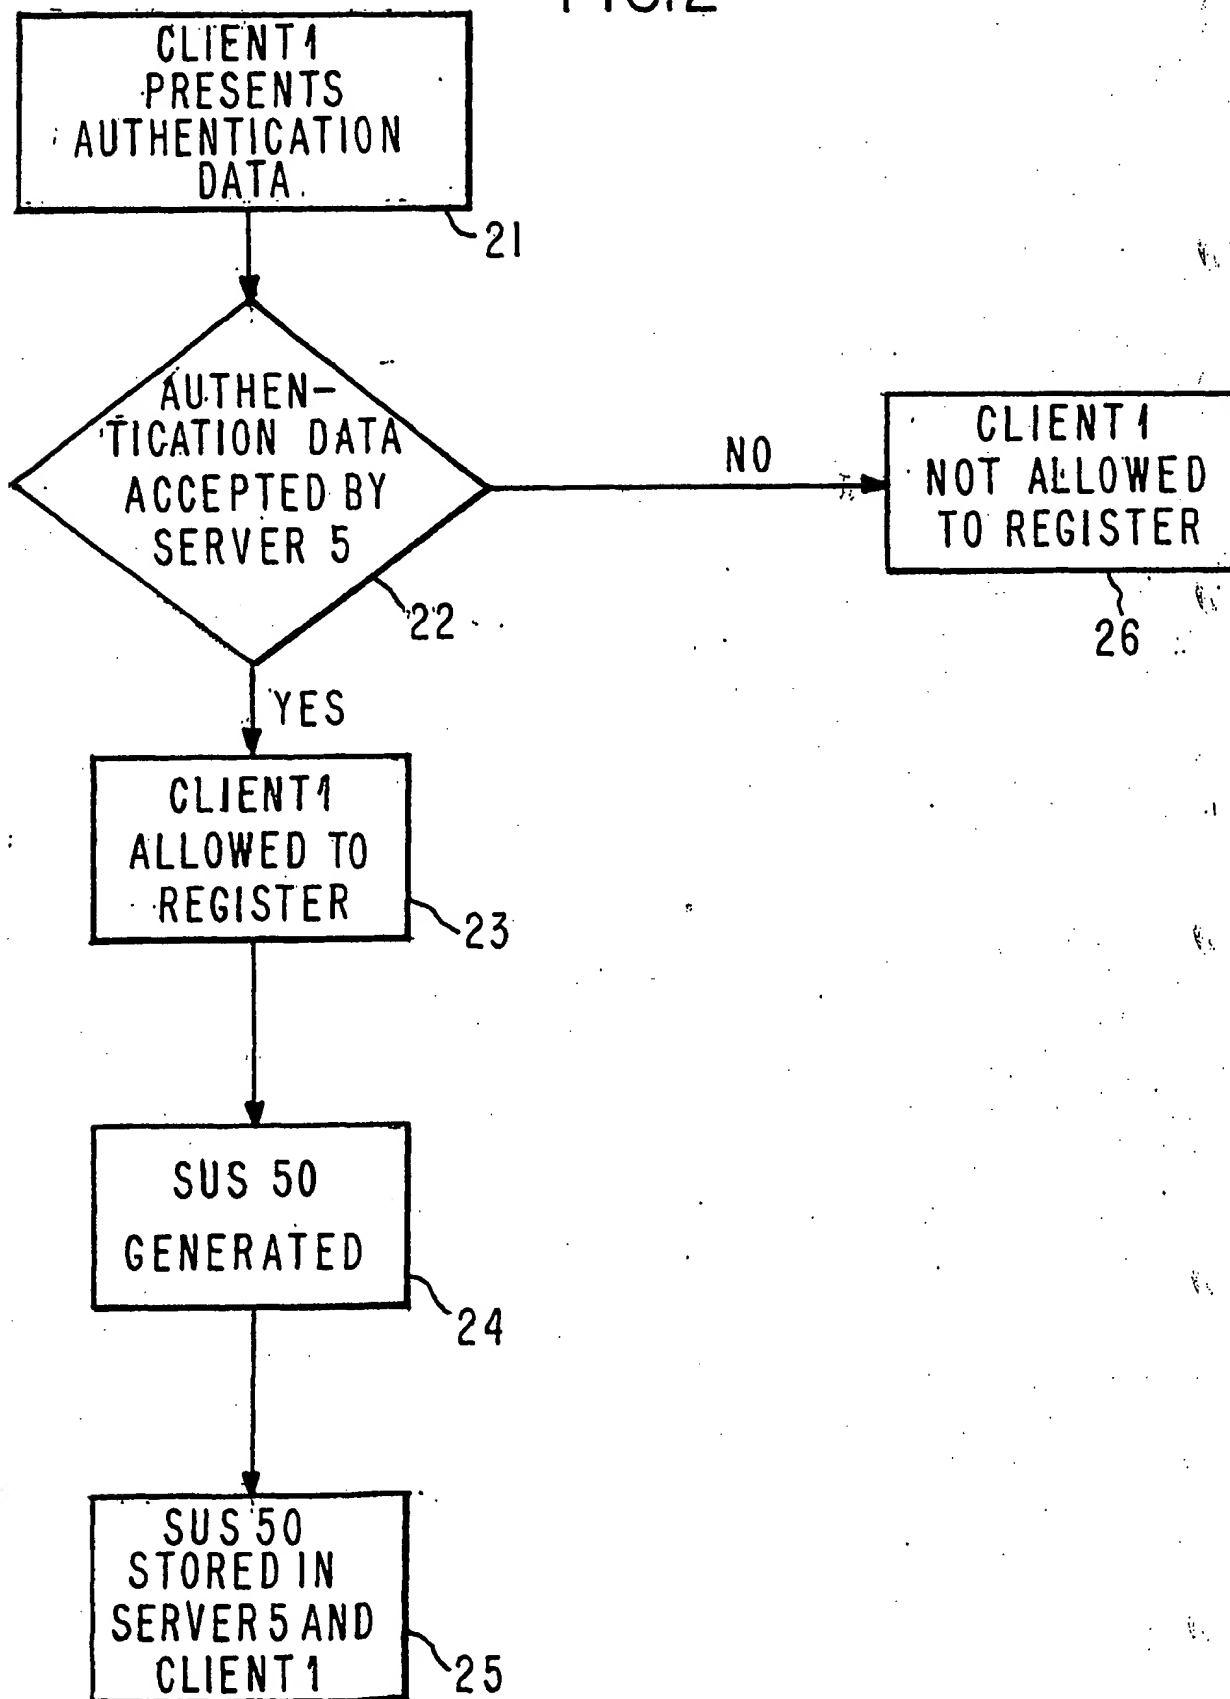 FIG.2
CLIENT 1
PRESENTS
AUTHENTICATION
DATA.
21
AUTHEN-
TICATION DATA
ACCEPTED BY
SERVER 5
22
NO
CLIENT 1
NOT ALLOWED
TO REGISTER
26
YES
CLIENT 1
ALLOWED TO
REGISTER
23
SUS 50
GENERATED
24
SUS 50
STORED IN
SERVER 5 AND
CLIENT 1
25